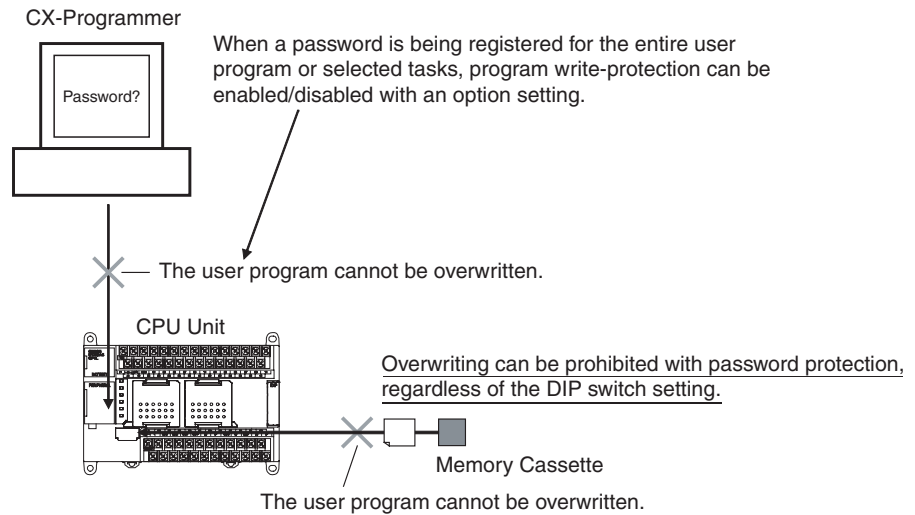 CX-Programmer
When a password is being registered for the entire user
program or selected tasks, program write-protection can be
enabled/disabled with an option setting.
Password?
The user program cannot be overwritten.
CPU Unit
Overwriting can be prohibited with password protection,
regardless of the DIP switch setting.
Memory Cassette
The user program cannot be overwritten.